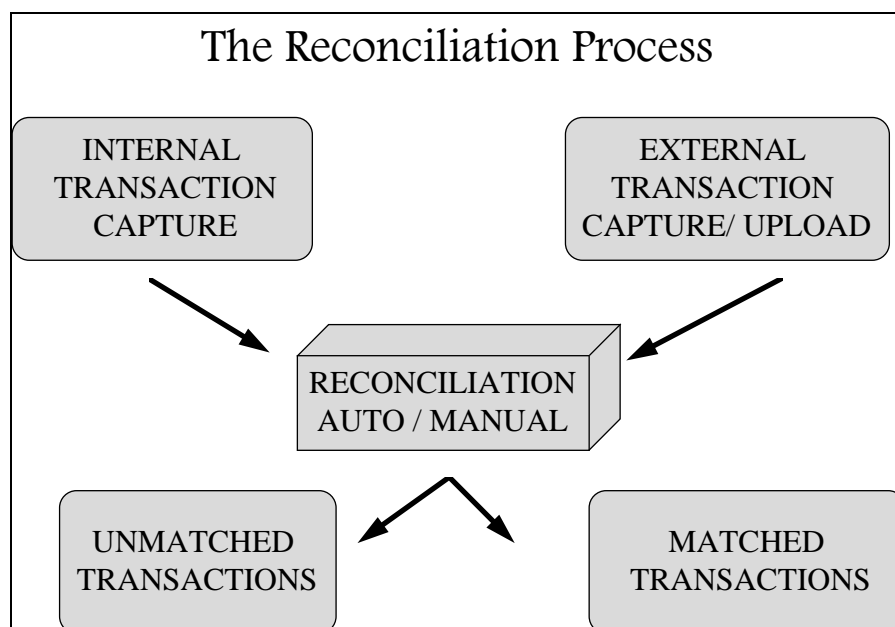 The Reconciliation Process
INTERNAL
TRANSACTION
CAPTURE
EXTERNAL
TRANSACTION
CAPTURE/ UPLOAD
RECONCILIATION
AUTO / MANUAL
UNMATCHED
TRANSACTIONS
MATCHED
TRANSACTIONS